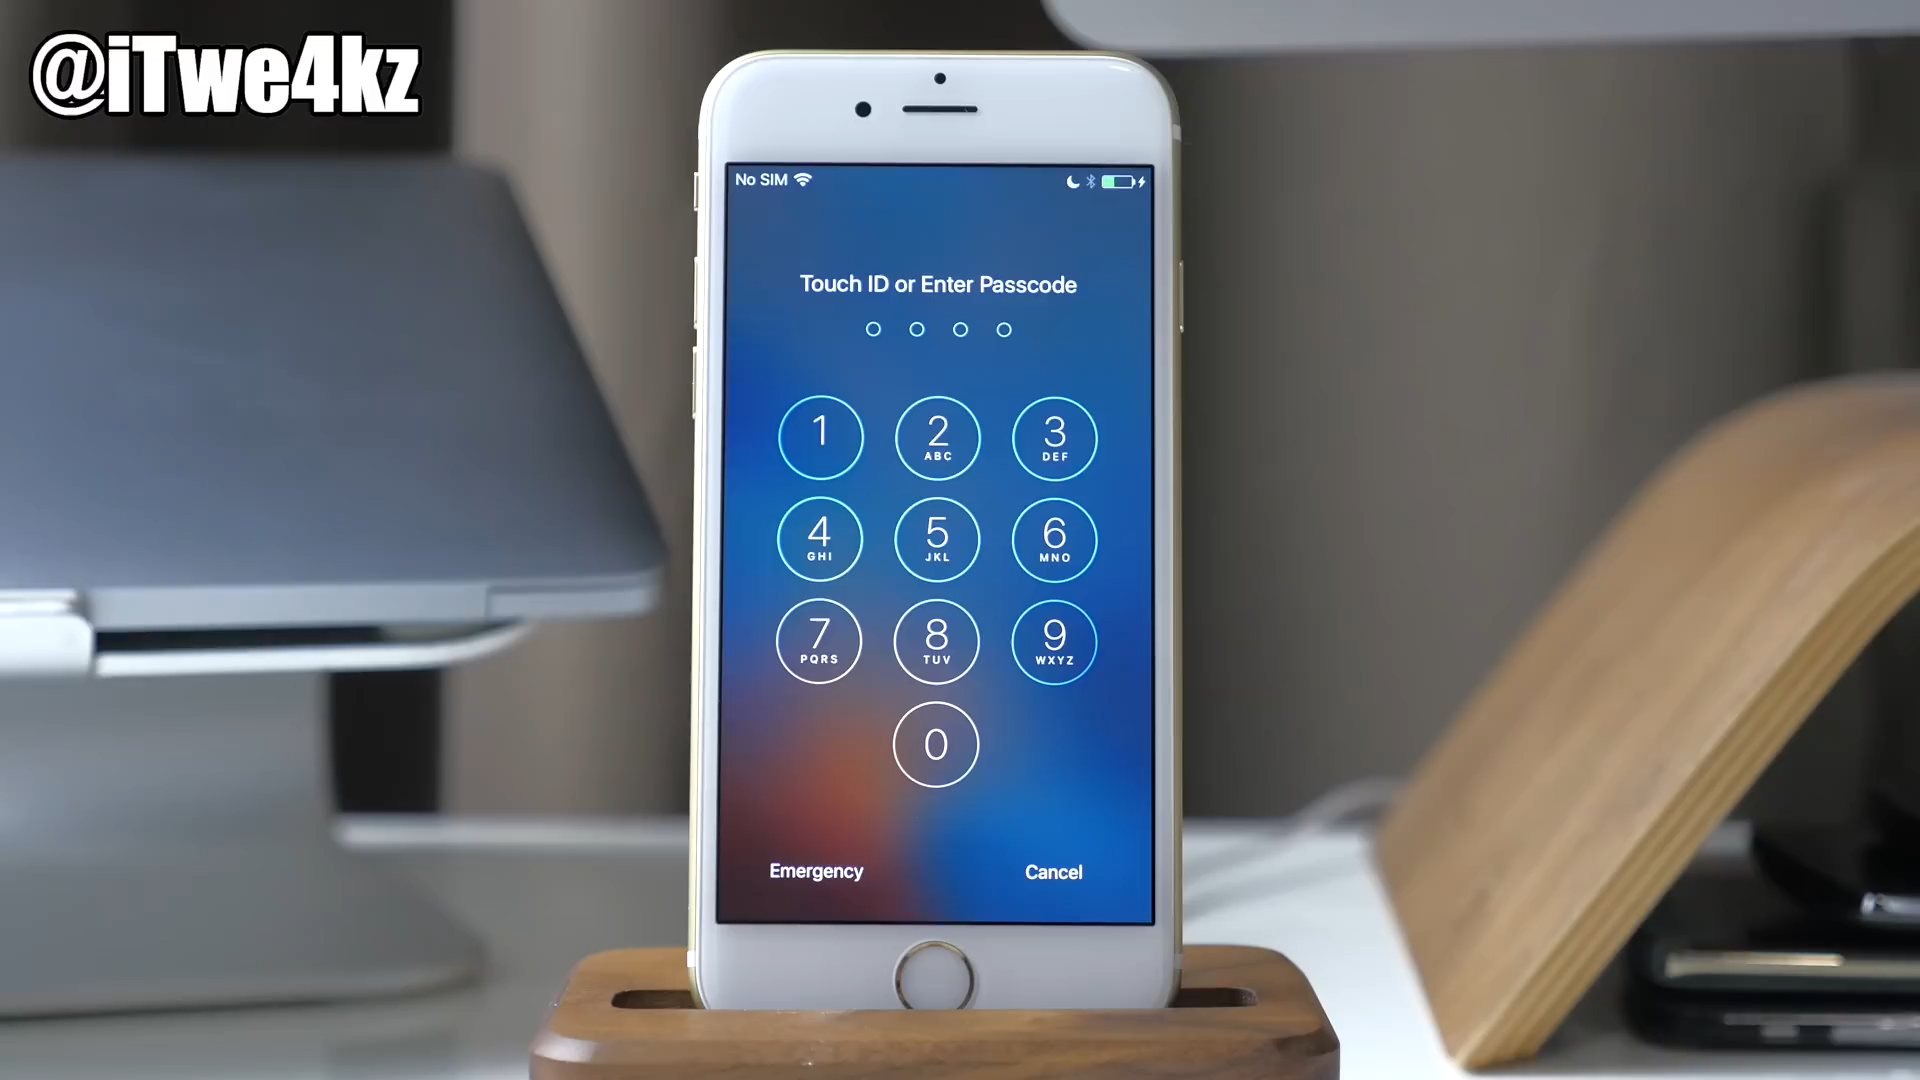 @iTwe4kz
No SIM
Touch ID or Enter Passcode
1
2
ABC
3
DEF
4
GHI
5
JKL
6
MNO
7
PQRS
8
TUV
9
WXYZ
0
Emergency
Cancel